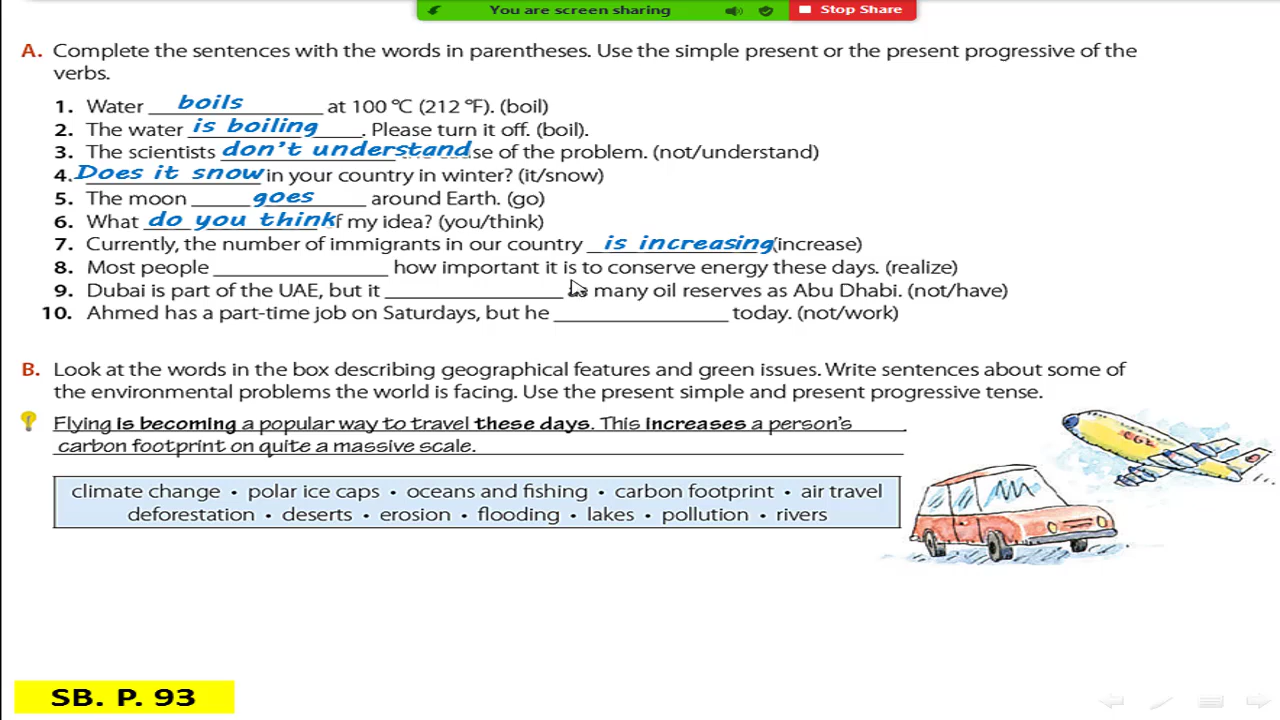 You are screen sharing Stop Share
A. Complete the sentences with the words in parentheses. Use the simple present or the present progressive of the
verbs.
1. Water boils at 100 ºC (212 ºF). (boil)
2. The water is boiling. Please turn it off. (boil).
3. The scientists don't understand se of the problem. (not/understand)
4. Does it snow in your country in winter? (it/snow)
5. The moon goes around Earth. (go)
6. What do you think f my idea? (you/think)
7. Currently, the number of immigrants in our country is increasing (increase)
8. Most people ____ how important it is to conserve energy these days. (realize)
9. Dubai is part of the UAE, but it ____ as many oil reserves as Abu Dhabi. (not/have)
10. Ahmed has a part-time job on Saturdays, but he ____ today. (not/work)
B. Look at the words in the box describing geographical features and green issues. Write sentences about some of
the environmental problems the world is facing. Use the present simple and present progressive tense.
Flying is becoming a popular way to travel these days. This increases a person's
carbon footprint on quite a massive scale.
climate change • polar ice caps • oceans and fishing • carbon footprint • air travel
deforestation • deserts • erosion • flooding • lakes • pollution • rivers
SB. P. 93